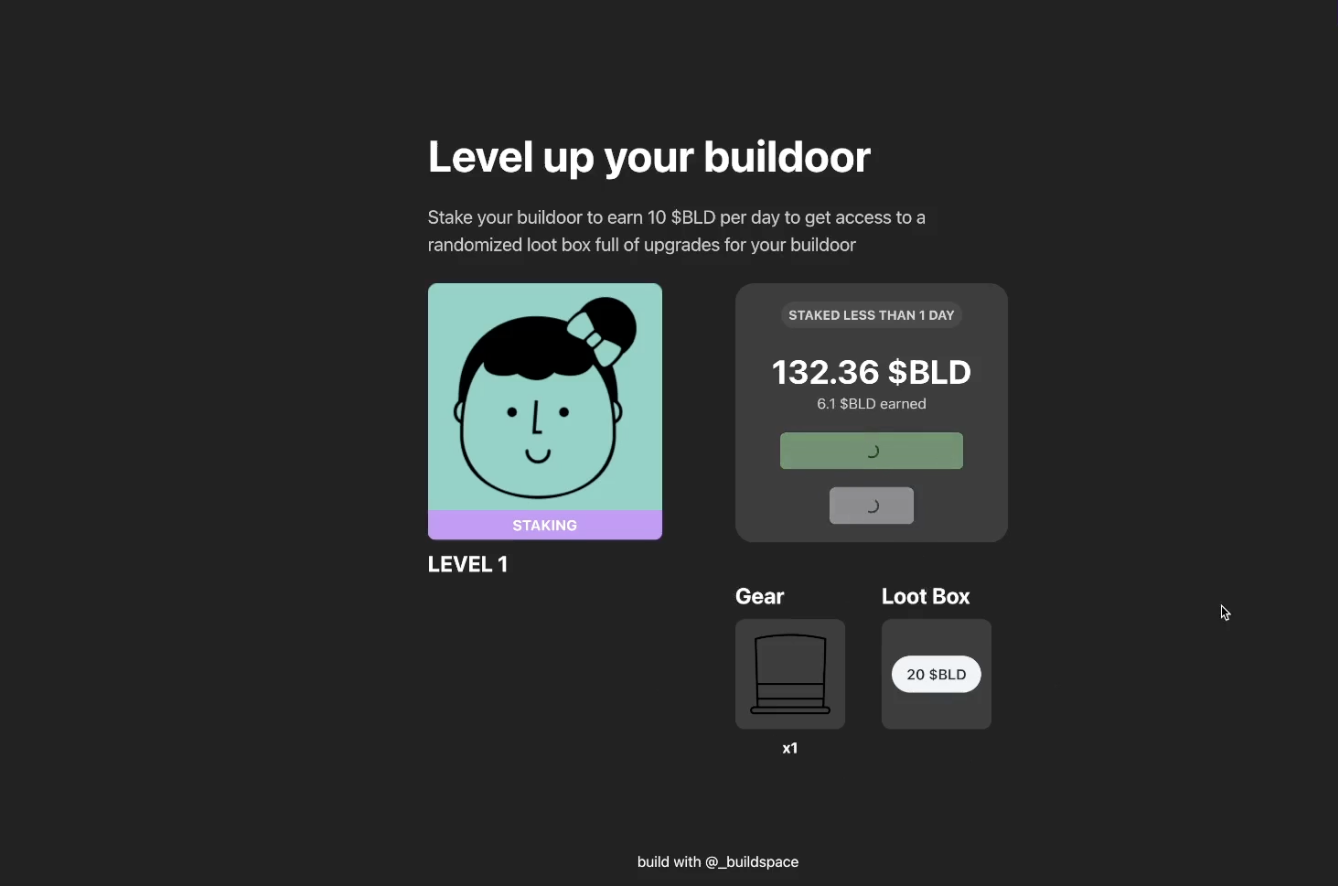 Level up your buildoor
Stake your buildoor to earn 10 $BLD per day to get access to a
randomized loot box full of upgrades for your buildoor
STAKING
LEVEL 1
STAKED LESS THAN 1 DAY
132.36 $BLD
6.1 $BLD earned
Gear
x1
Loot Box
20 $BLD
build with @_buildspace